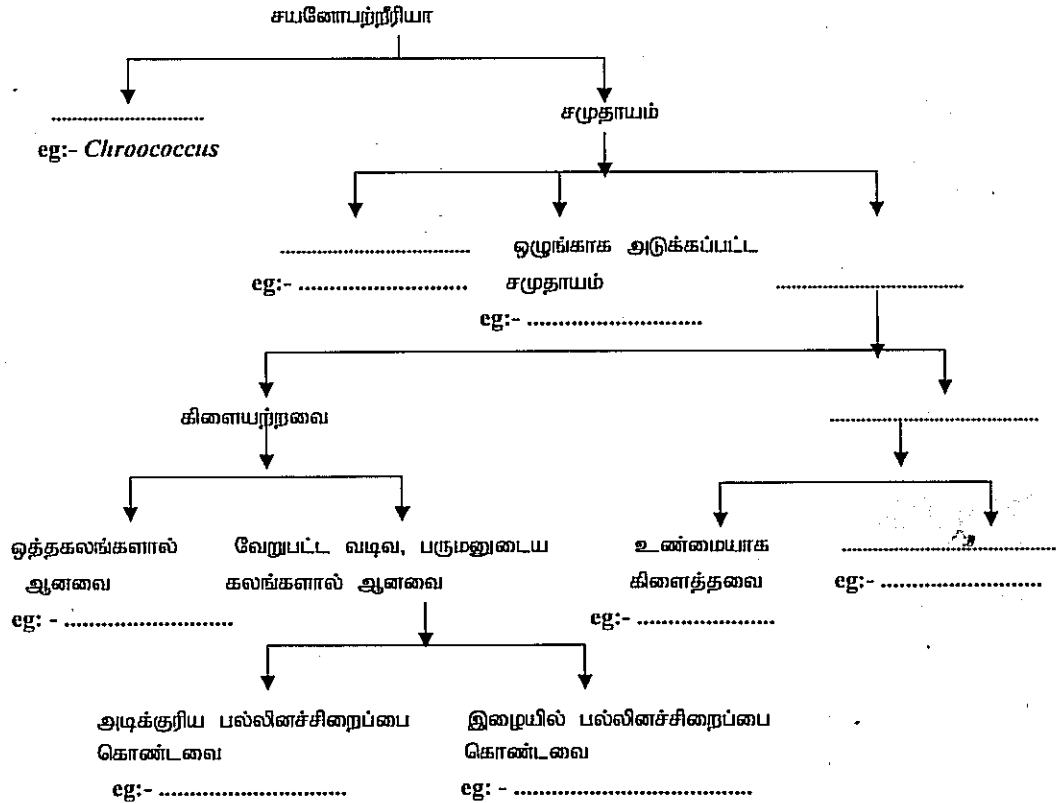 சயனோபற்றீரியா
.............................
eg:- Chroococcus
சமுதாயம்
....................................
eg:- ................................
ஒழுங்காக அடுக்கப்பட்ட
சமுதாயம்
eg:- .................................
....................................
கிளையற்றவை
........................................
ஒத்தகலங்களால்
ஆனவை
eg: - ................................
வேறுபட்ட வடிவ, பருமனுடைய
கலங்களால் ஆனவை
உண்மையாக
கிளைத்தவை
eg:- ..........................
........................................
eg:- ...............................
அடிக்குரிய பல்லினச்சிறைப்பை
கொண்டவை
eg:- ....................................
இழையில் பல்லினச்சிறைப்பை
கொண்டவை
eg: - .............................................